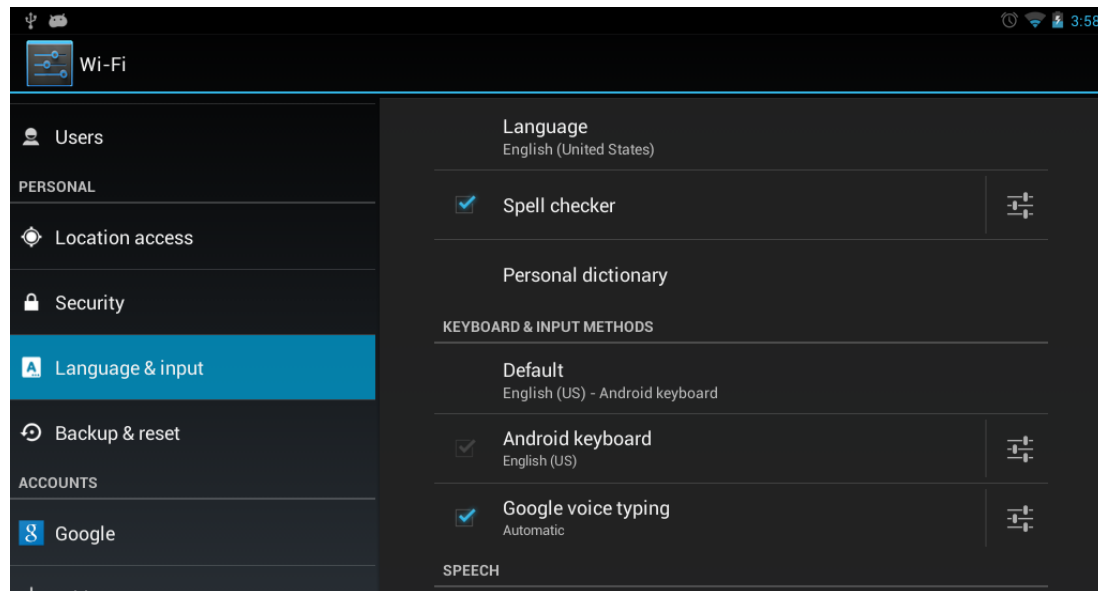 3:58
Wi-Fi
Users
PERSONAL
Location access
Security
Language & input
Backup & reset
ACCOUNTS
Google
Language
English (United States)
Spell checker
Personal dictionary
KEYBOARD & INPUT METHODS
Default
English (US) - Android keyboard
Android keyboard
English (US)
Google voice typing
Automatic
SPEECH